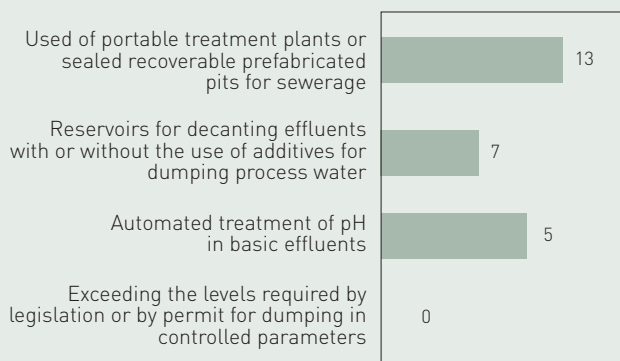 Used of portable treatment plants or
sealed recoverable prefabricated
pits for sewerage
13
Reservoirs for decanting effluents
with or without the use of additives for
dumping process water
7
Automated treatment of pH
in basic effluents
5
Exceeding the levels required by
legislation or by permit for dumping in
controlled parameters
0